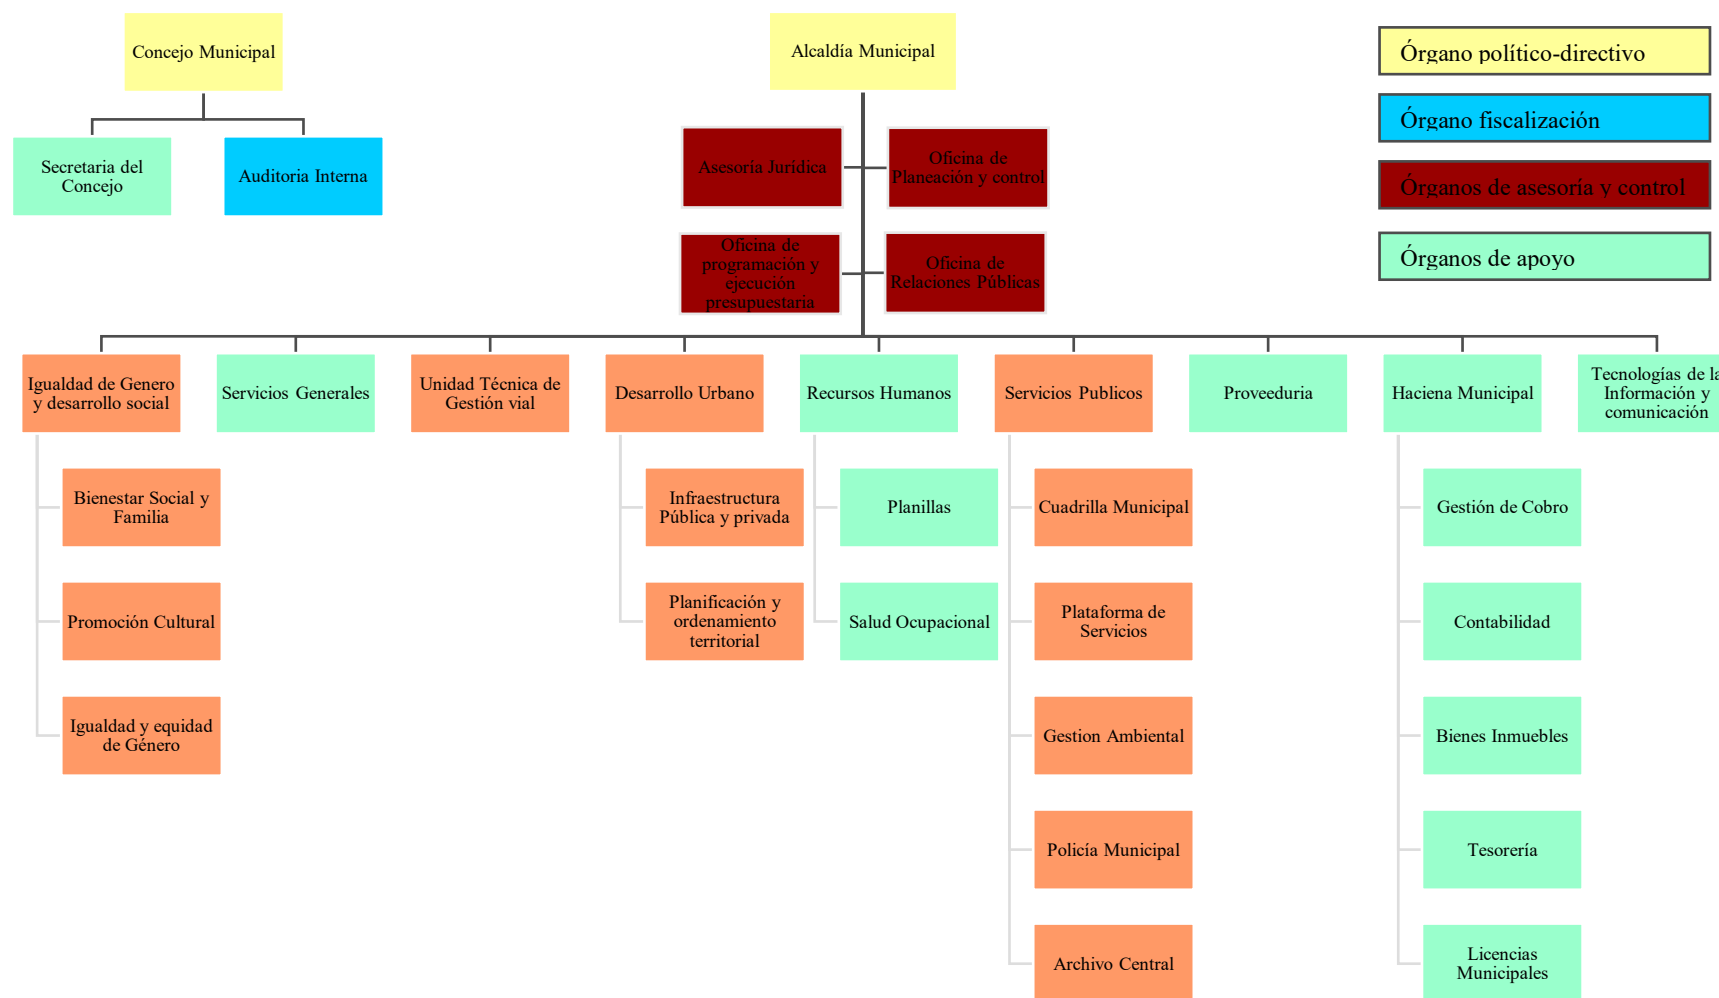 Concejo Municipal
Alcaldía Municipal
Órgano político-directivo
Órgano fiscalización
Órganos de asesoría y control
Órganos de apoyo
Secretaria del
Concejo
Auditoria Interna
Asesoría Jurídica
Oficina de
Planeación y control
Oficina de
programación y
ejecución
presupuestaria
Oficina de
Relaciones Públicas
Igualdad de Genero
y desarrollo social
Servicios Generales
Unidad Técnica de
Gestión vial
Desarrollo Urbano
Recursos Humanos
Servicios Publicos
Proveeduria
Haciena Municipal
Tecnologías de la
Información y
comunicación
Bienestar Social y
Familia
Promoción Cultural
Igualdad y equidad
de Género
Infraestructura
Pública y privada
Planificación y
ordenamiento
territorial
Planillas
Salud Ocupacional
Cuadrilla Municipal
Plataforma de
Servicios
Gestion Ambiental
Policía Municipal
Archivo Central
Gestión de Cobro
Contabilidad
Bienes Inmuebles
Tesorería
Licencias
Municipales